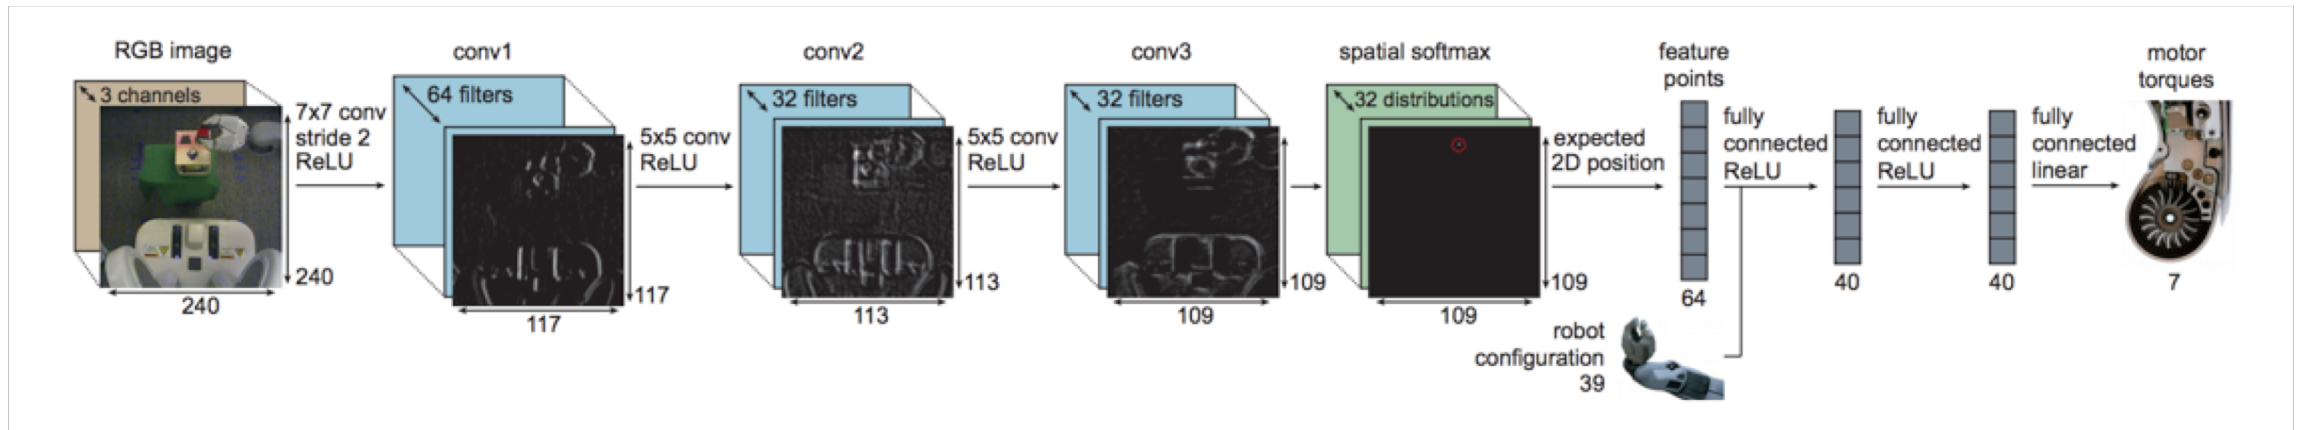 RGB image
3 channels
240
240
7x7 conv
stride 2
ReLU
conv1
64 filters
117
117
5x5 conv
ReLU
conv2
32 filters
113
113
5x5 conv
ReLU
conv3
32 filters
109
109
spatial softmax
32 distributions
109
109
expected
2D position
feature
points
64
robot
configuration
39
fully
connected
ReLU
40
fully
connected
ReLU
40
fully
connected
linear
motor
torques
7